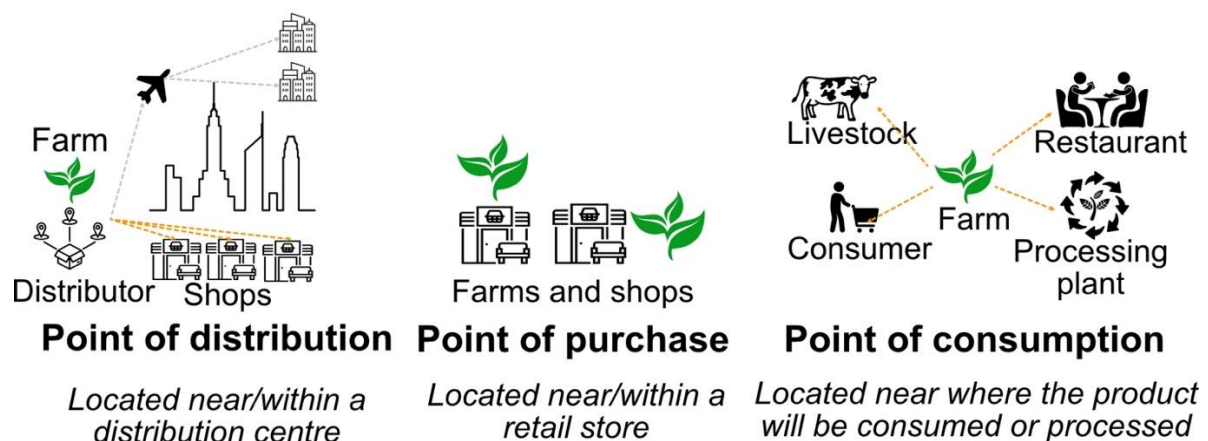 Farm
Distributor
Shops
Point of distribution
Located near/within a
distribution centre
Farms and shops
Point of purchase
Located near/within a
retail store
Livestock
Restaurant
Consumer
Farm
Processing
plant
Point of consumption
Located near where the product
will be consumed or processed